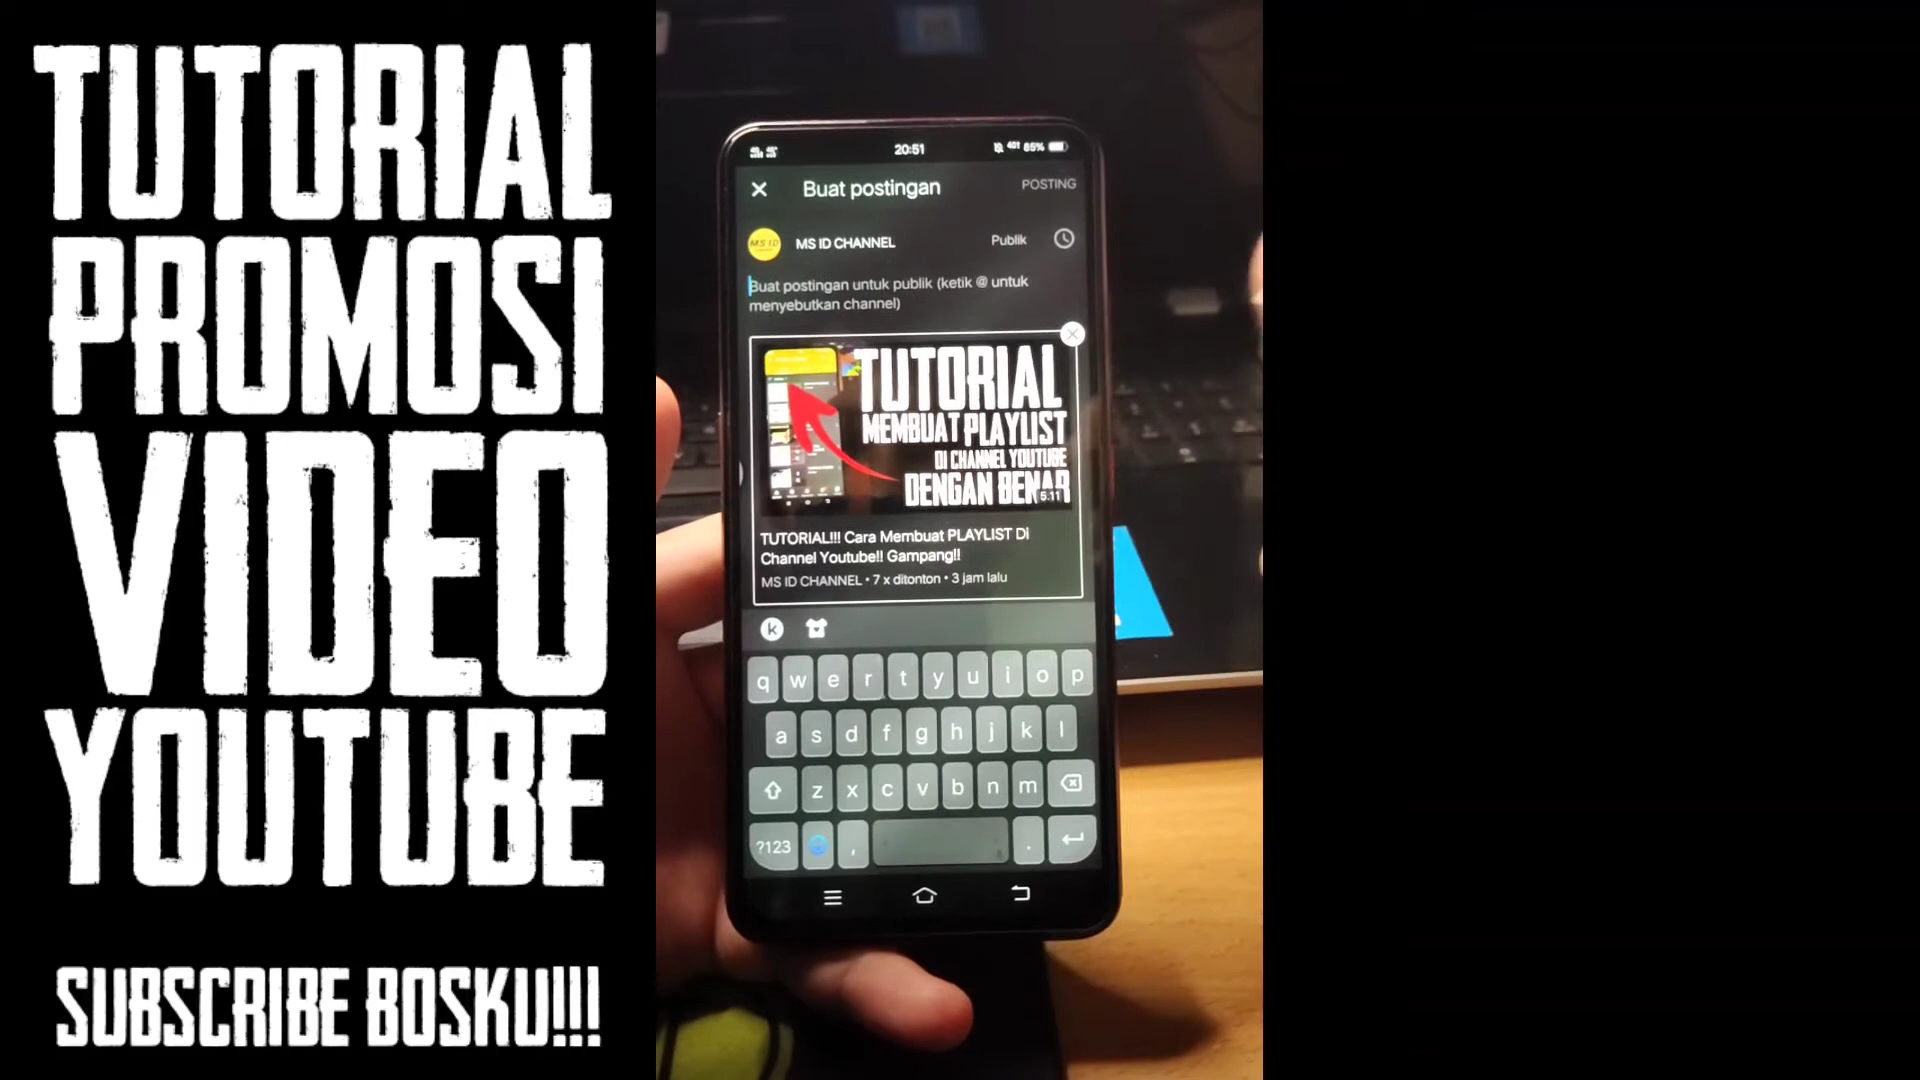 TUTORIAL
PROMOSI
VIDEO
YOUTUBE
SUBSCRIBE BOSKU!!!
20:51
85%
Buat postingan
POSTING
MS ID
MS ID CHANNEL
Publik
Buat postingan untuk publik (ketik @ untuk
menyebutkan channel)
TUTORIAL
MEMBUAT PLAYLIST
DI CHANNEL YOUTUBE
DENGAN BENAR
5.11
TUTORIAL!!! Cara Membuat PLAYLIST Di
Channel Youtube!! Gampang!!
MS ID CHANNEL • 7 x ditonton • 3 jam lalu
k
q w e r t y u i o p
a s d f g h j k l
z x c v b n m
?123 , .